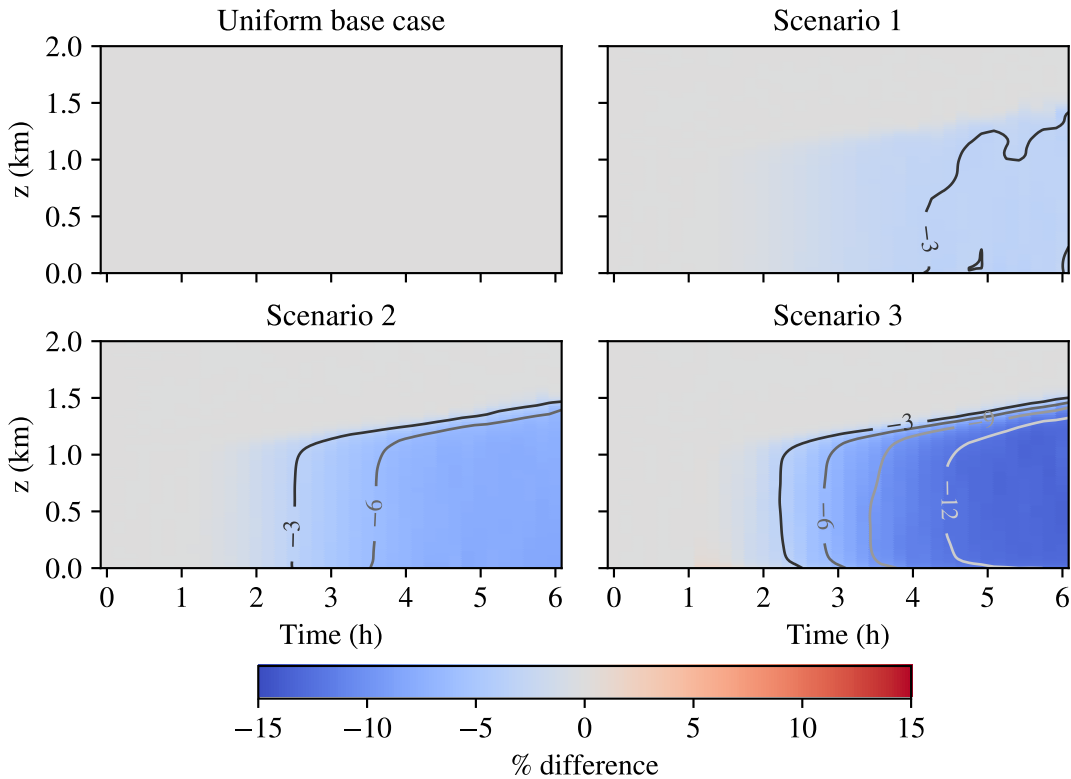 Uniform base case
Scenario 1
2.0
1.5
1.0
0.5
0.0
z (km)
−3
Scenario 2
Scenario 3
2.0
1.5
1.0
0.5
0.0
z (km)
−3
−6
−3
−6
−9
−12
0 1 2 3 4 5 6
0 1 2 3 4 5 6
Time (h)
Time (h)
−15 −10 −5 0 5 10 15
% difference